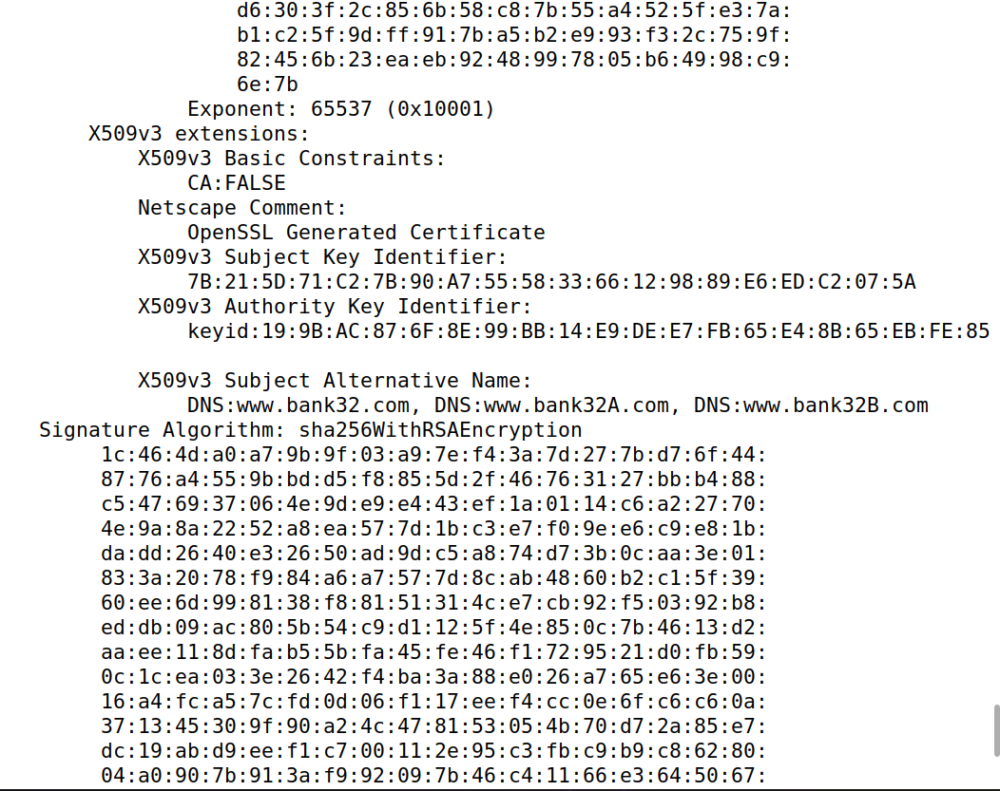 d6:30:3f:2c:85:6b:58:c8:7b:55:a4:52:5f:e3:7a:
b1:c2:5f:9d:ff:91:7b:a5:b2:e9:93:f3:2c:75:9f:
82:45:6b:23:ea:eb:92:48:99:78:05:b6:49:98:c9:
6e:7b
Exponent: 65537 (0x10001)
X509v3 extensions:
X509v3 Basic Constraints:
CA:FALSE
Netscape Comment:
OpenSSL Generated Certificate
X509v3 Subject Key Identifier:
7B:21:5D:71:C2:7B:90:A7:55:58:33:66:12:98:89:E6:ED:C2:07:5A
X509v3 Authority Key Identifier:
keyid:19:9B:AC:87:6F:8E:99:BB:14:E9:DE:E7:FB:65:E4:8B:65:EB:FE:85
X509v3 Subject Alternative Name:
DNS:www.bank32.com, DNS:www.bank32A.com, DNS:www.bank32B.com
Signature Algorithm: sha256WithRSAEncryption
1c:46:4d:a0:a7:9b:9f:03:a9:7e:f4:3a:7d:27:7b:d7:6f:44:
87:76:a4:55:9b:bd:d5:f8:85:5d:2f:46:76:31:27:bb:b4:88:
c5:47:69:37:06:4e:9d:e9:e4:43:ef:1a:01:14:c6:a2:27:70:
4e:9a:8a:22:52:a8:ea:57:7d:1b:c3:e7:f0:9e:e6:c9:e8:1b:
da:dd:26:40:e3:26:50:ad:9d:c5:a8:74:d7:3b:0c:aa:3e:01:
83:3a:20:78:f9:84:a6:a7:57:7d:8c:ab:48:60:b2:c1:5f:39:
60:ee:6d:99:81:38:f8:81:51:31:4c:e7:cb:92:f5:03:92:b8:
ed:db:09:ac:80:5b:54:c9:d1:12:5f:4e:85:0c:7b:46:13:d2:
aa:ee:11:8d:fa:b5:5b:fa:45:fe:46:f1:72:95:21:d0:fb:59:
0c:1c:ea:03:3e:26:42:f4:ba:3a:88:e0:26:a7:65:e6:3e:00:
16:a4:fc:a5:7c:fd:0d:06:f1:17:ee:f4:cc:0e:6f:c6:c6:0a:
37:13:45:30:9f:90:a2:4c:47:81:53:05:4b:70:d7:2a:85:e7:
dc:19:ab:d9:ee:f1:c7:00:11:2e:95:c3:fb:c9:b9:c8:62:80:
04:a0:90:7b:91:3a:f9:92:09:7b:46:c4:11:66:e3:64:50:67: